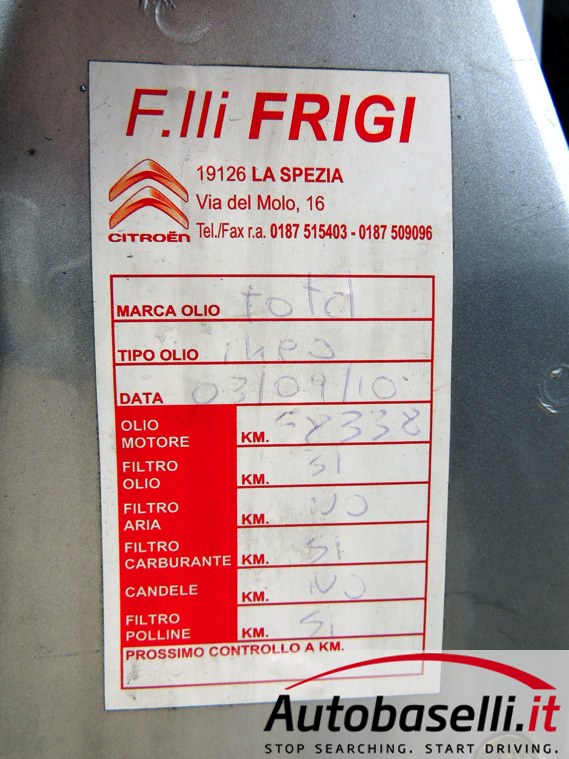 F.lli FRIGI
19126 LA SPEZIA
Via del Molo, 16
CITROËN
Tel./Fax r.a. 0187 515403 - 0187 509096
MARCA OLIO total
TIPO OLIO
DATA 03/09/10
OLIO MOTORE KM. 58338
FILTRO OLIO KM. SI
FILTRO ARIA KM. NO
FILTRO CARBURANTE KM. SI
CANDELE KM. NO
FILTRO POLLINE KM. SI
PROSSIMO CONTROLLO A KM.
Autobaselli.it
STOP SEARCHING. START DRIVING.